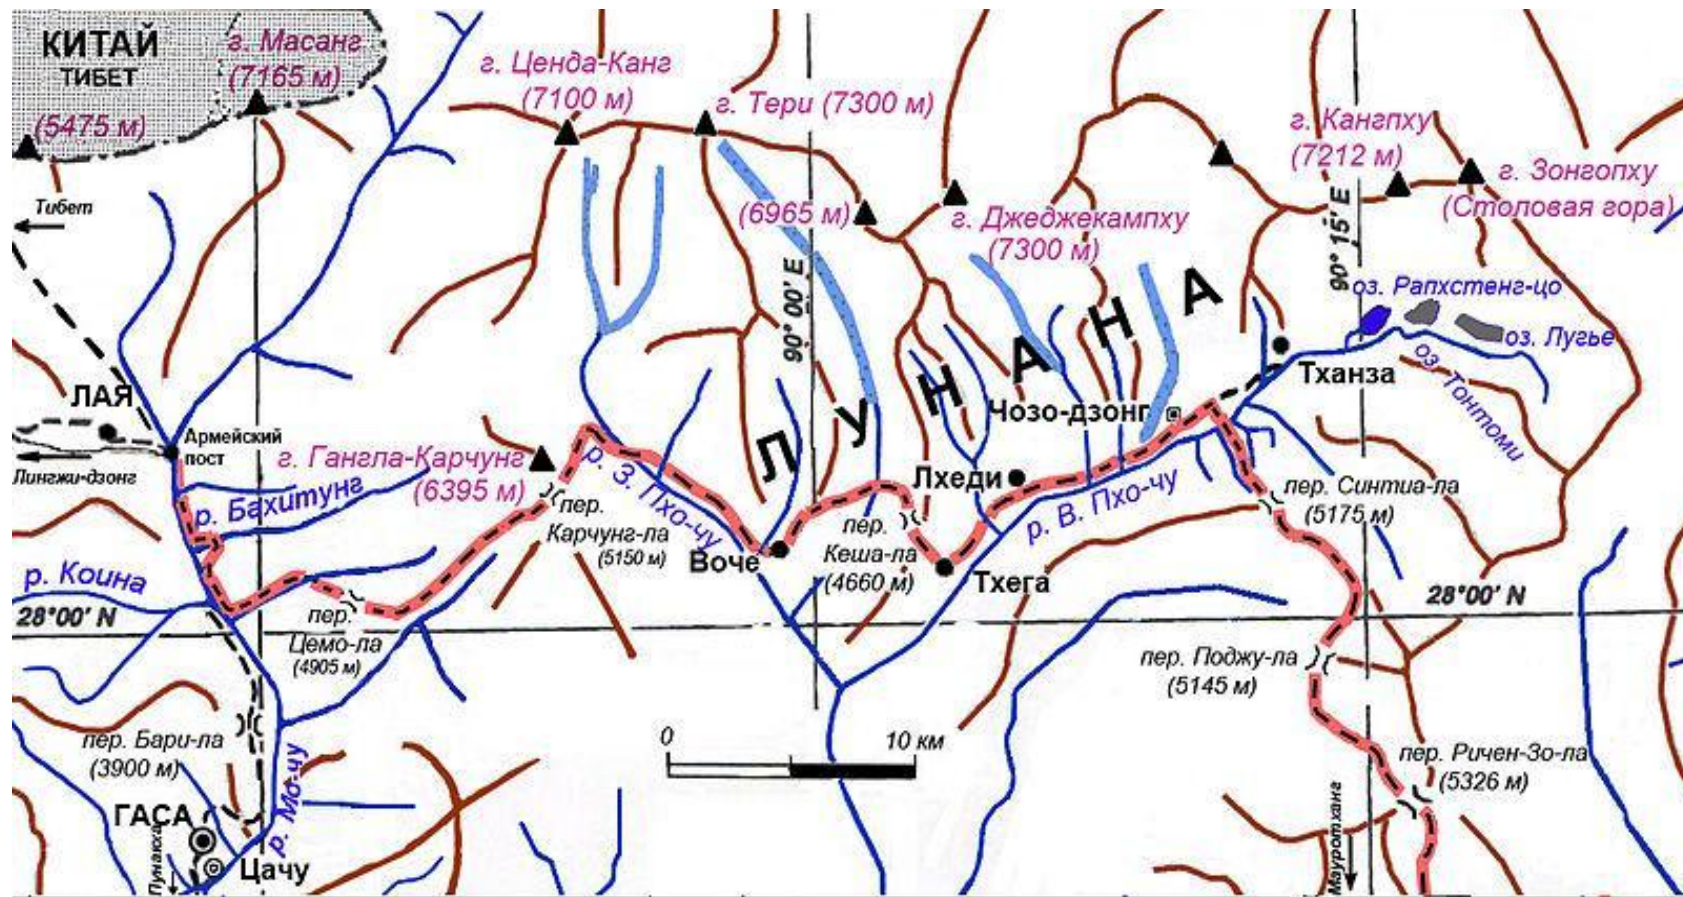 КИТАЙ
ТИБЕТ
г. Масанг
(7165 м)
(5475 м)
г. Ценда-Канг
(7100 м)
г. Тери (7300 м)
(6965 м)
г. Джеджекампху
(7300 м)
г. Кангпху
(7212 м)
г. Зонгопху
(Столовая гора)
Тибет
90° 00' E
90° 15' E
ЛУНАНА
оз. Рапхстенг-цо
оз. Лугье
оз. Тонтоми
Тханза
ЛАЯ
Армейский
пост
Лингжи-дзонг
г. Гангла-Карчунг
(6395 м)
р. Бахитунг
р. З. Пхо-чу
Чозо-дзонг
Лхеди
р. В. Пхо-чу
пер. Синтиа-ла
(5175 м)
пер.
Карчунг-ла
(5150 м)
Воче
пер.
Кеша-ла
(4660 м)
Тхега
р. Коина
28°00' N
28°00' N
пер.
Цемо-ла
(4905 м)
пер. Поджу-ла
(5145 м)
пер. Бари-ла
(3900 м)
0
10 км
пер. Ричен-Зо-ла
(5326 м)
ГАСА
р. Мо-чу
Цачу
Пунакха
Мауротханг